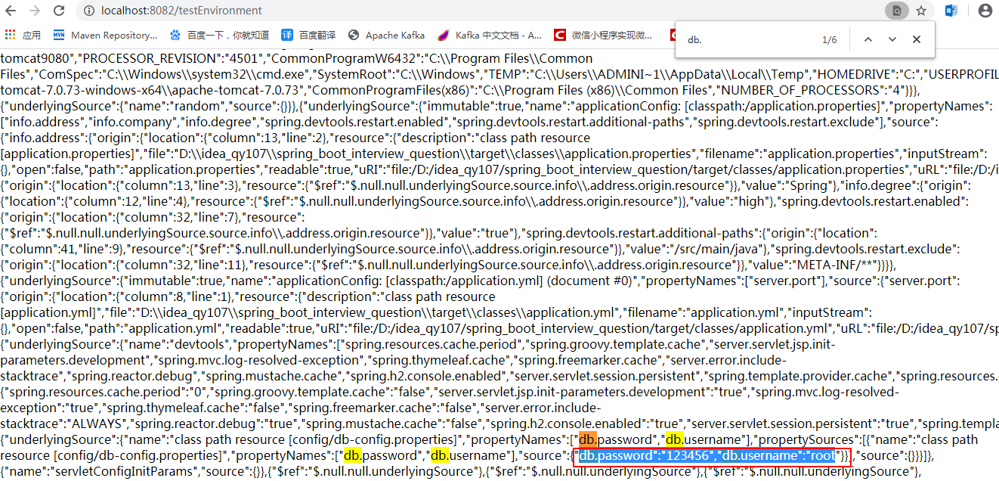 localhost:8082/testEnvironment
应用 Maven Repository... 百度一下，你就知道 百度翻译 Apache Kafka Kafka 中文文档 - A... 微信小程序实现微...
db. 1/6
tomcat9080","PROCESSOR_REVISION":"4501","CommonProgramW6432":"C:\\Program Files\\Common
Files","ComSpec":"C:\\Windows\\system32\\cmd.exe","SystemRoot":"C:\\Windows","TEMP":"C:\\Users\\ADMINI~1\\AppData\\Local\\Temp","HOMEDRIVE":"C:","USERPROFIL
tomcat-7.0.73-windows-x64\\apache-tomcat-7.0.73","CommonProgramFiles(x86)":"C:\\Program Files (x86)\\Common Files","NUMBER_OF_PROCESSORS":"4"}}},
{"underlyingSource":{"name":"random","source":{}}},{"underlyingSource":{"immutable":true,"name":"applicationConfig: [classpath:/application.properties]","propertyNames":
["info.address","info.company","info.degree","spring.devtools.restart.enabled","spring.devtools.restart.additional-paths","spring.devtools.restart.exclude"],"source":
{"info.address":{"origin":{"location":{"column":13,"line":2},"resource":{"description":"class path resource
[application.properties]","file":"D:\\idea_qy107\\spring_boot_interview_question\\target\\classes\\application.properties","filename":"application.properties","inputStream":
{},"open":false,"path":"application.properties","readable":true,"uRI":"file:/D:/idea_qy107/spring_boot_interview_question/target/classes/application.properties","uRL":"file:/D:/i
{"origin":{"location":{"column":13,"line":3},"resource":{"$ref":"$.null.null.underlyingSource.source.info\\.address.origin.resource"}},"value":"Spring"},"info.degree":{"origin":
{"location":{"column":12,"line":4},"resource":{"$ref":"$.null.null.underlyingSource.source.info\\.address.origin.resource"}},"value":"high"},"spring.devtools.restart.enabled":
{"origin":{"location":{"column":32,"line":7},"resource":
{"$ref":"$.null.null.underlyingSource.source.info\\.address.origin.resource"}},"value":"true"},"spring.devtools.restart.additional-paths":{"origin":{"location":
{"column":41,"line":9},"resource":{"$ref":"$.null.null.underlyingSource.source.info\\.address.origin.resource"}},"value":"/src/main/java"},"spring.devtools.restart.exclude":
{"origin":{"location":{"column":32,"line":11},"resource":{"$ref":"$.null.null.underlyingSource.source.info\\.address.origin.resource"}},"value":"META-INF/**"}}}},
{"underlyingSource":{"immutable":true,"name":"applicationConfig: [classpath:/application.yml] (document #0)","propertyNames":["server.port"],"source":{"server.port":
{"origin":{"location":{"column":8,"line":1},"resource":{"description":"class path resource
[application.yml]","file":"D:\\idea_qy107\\spring_boot_interview_question\\target\\classes\\application.yml","filename":"application.yml","inputStream":
{},"open":false,"path":"application.yml","readable":true,"uRI":"file:/D:/idea_qy107/spring_boot_interview_question/target/classes/application.yml","uRL":"file:/D:/idea_qy107/sp
{"underlyingSource":{"name":"devtools","propertyNames":["spring.resources.cache.period","spring.groovy.template.cache","server.servlet.jsp.init-
parameters.development","spring.mvc.log-resolved-exception","spring.thymeleaf.cache","spring.freemarker.cache","server.error.include-
stacktrace","spring.reactor.debug","spring.mustache.cache","spring.h2.console.enabled","server.servlet.session.persistent","spring.template.provider.cache","spring.resources.
{"spring.resources.cache.period":"0","spring.groovy.template.cache":"false","server.servlet.jsp.init-parameters.development":"true","spring.mvc.log-resolved-
exception":"true","spring.thymeleaf.cache":"false","spring.freemarker.cache":"false","server.error.include-
stacktrace":"ALWAYS","spring.reactor.debug":"true","spring.mustache.cache":"false","spring.h2.console.enabled":"true","server.servlet.session.persistent":"true","spring.templa
{"underlyingSource":{"name":"class path resource [config/db-config.properties]","propertyNames":["db.password","db.username"],"propertySources":[{"name":"class path
resource [config/db-config.properties]","propertyNames":["db.password","db.username"],"source":{"db.password":"123456","db.username":"root"}}],"source":{}}}]},
{"name":"servletConfigInitParams","source":{}},{"$ref":"$.null.null.underlyingSource"},{"$ref":"$.null.null.underlyingSource"},{"$ref":"$.null.null.underlyingSource"},